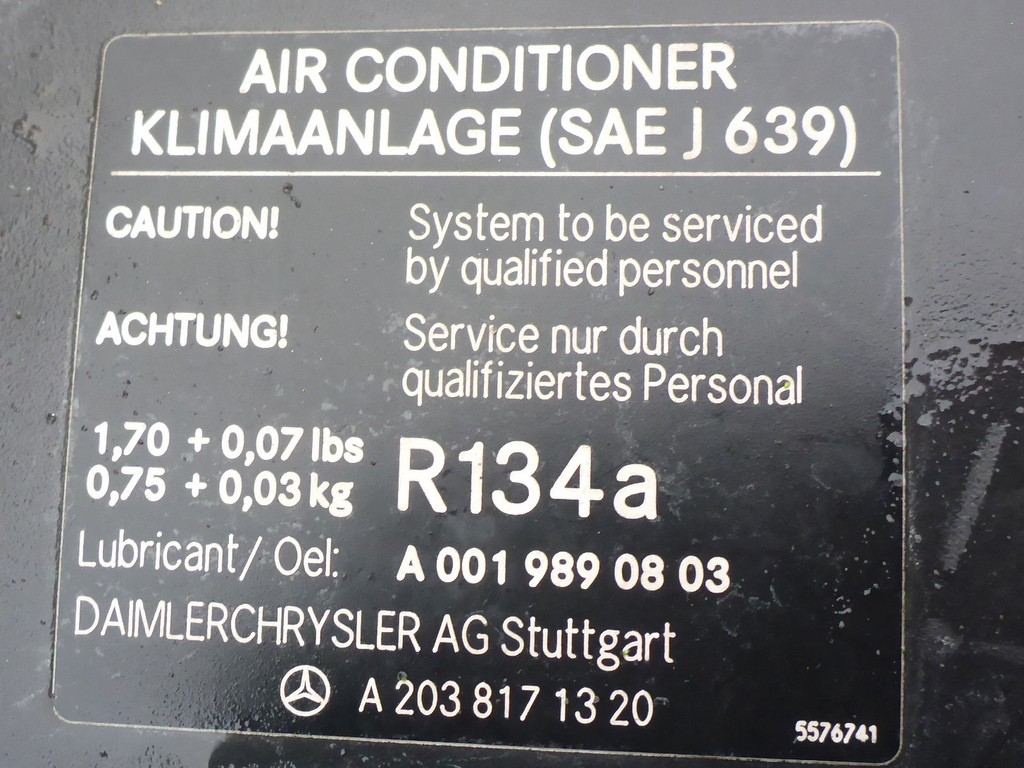 AIR CONDITIONER
KLIMAANLAGE (SAE J 639)
CAUTION! System to be serviced
by qualified personnel
ACHTUNG! Service nur durch
qualifiziertes Personal
1,70 + 0,07 lbs
0,75 + 0,03 kg
R134a
Lubricant / Oel: A 001 989 08 03
DAIMLERCHRYSLER AG Stuttgart
A 203 817 13 20
5576741